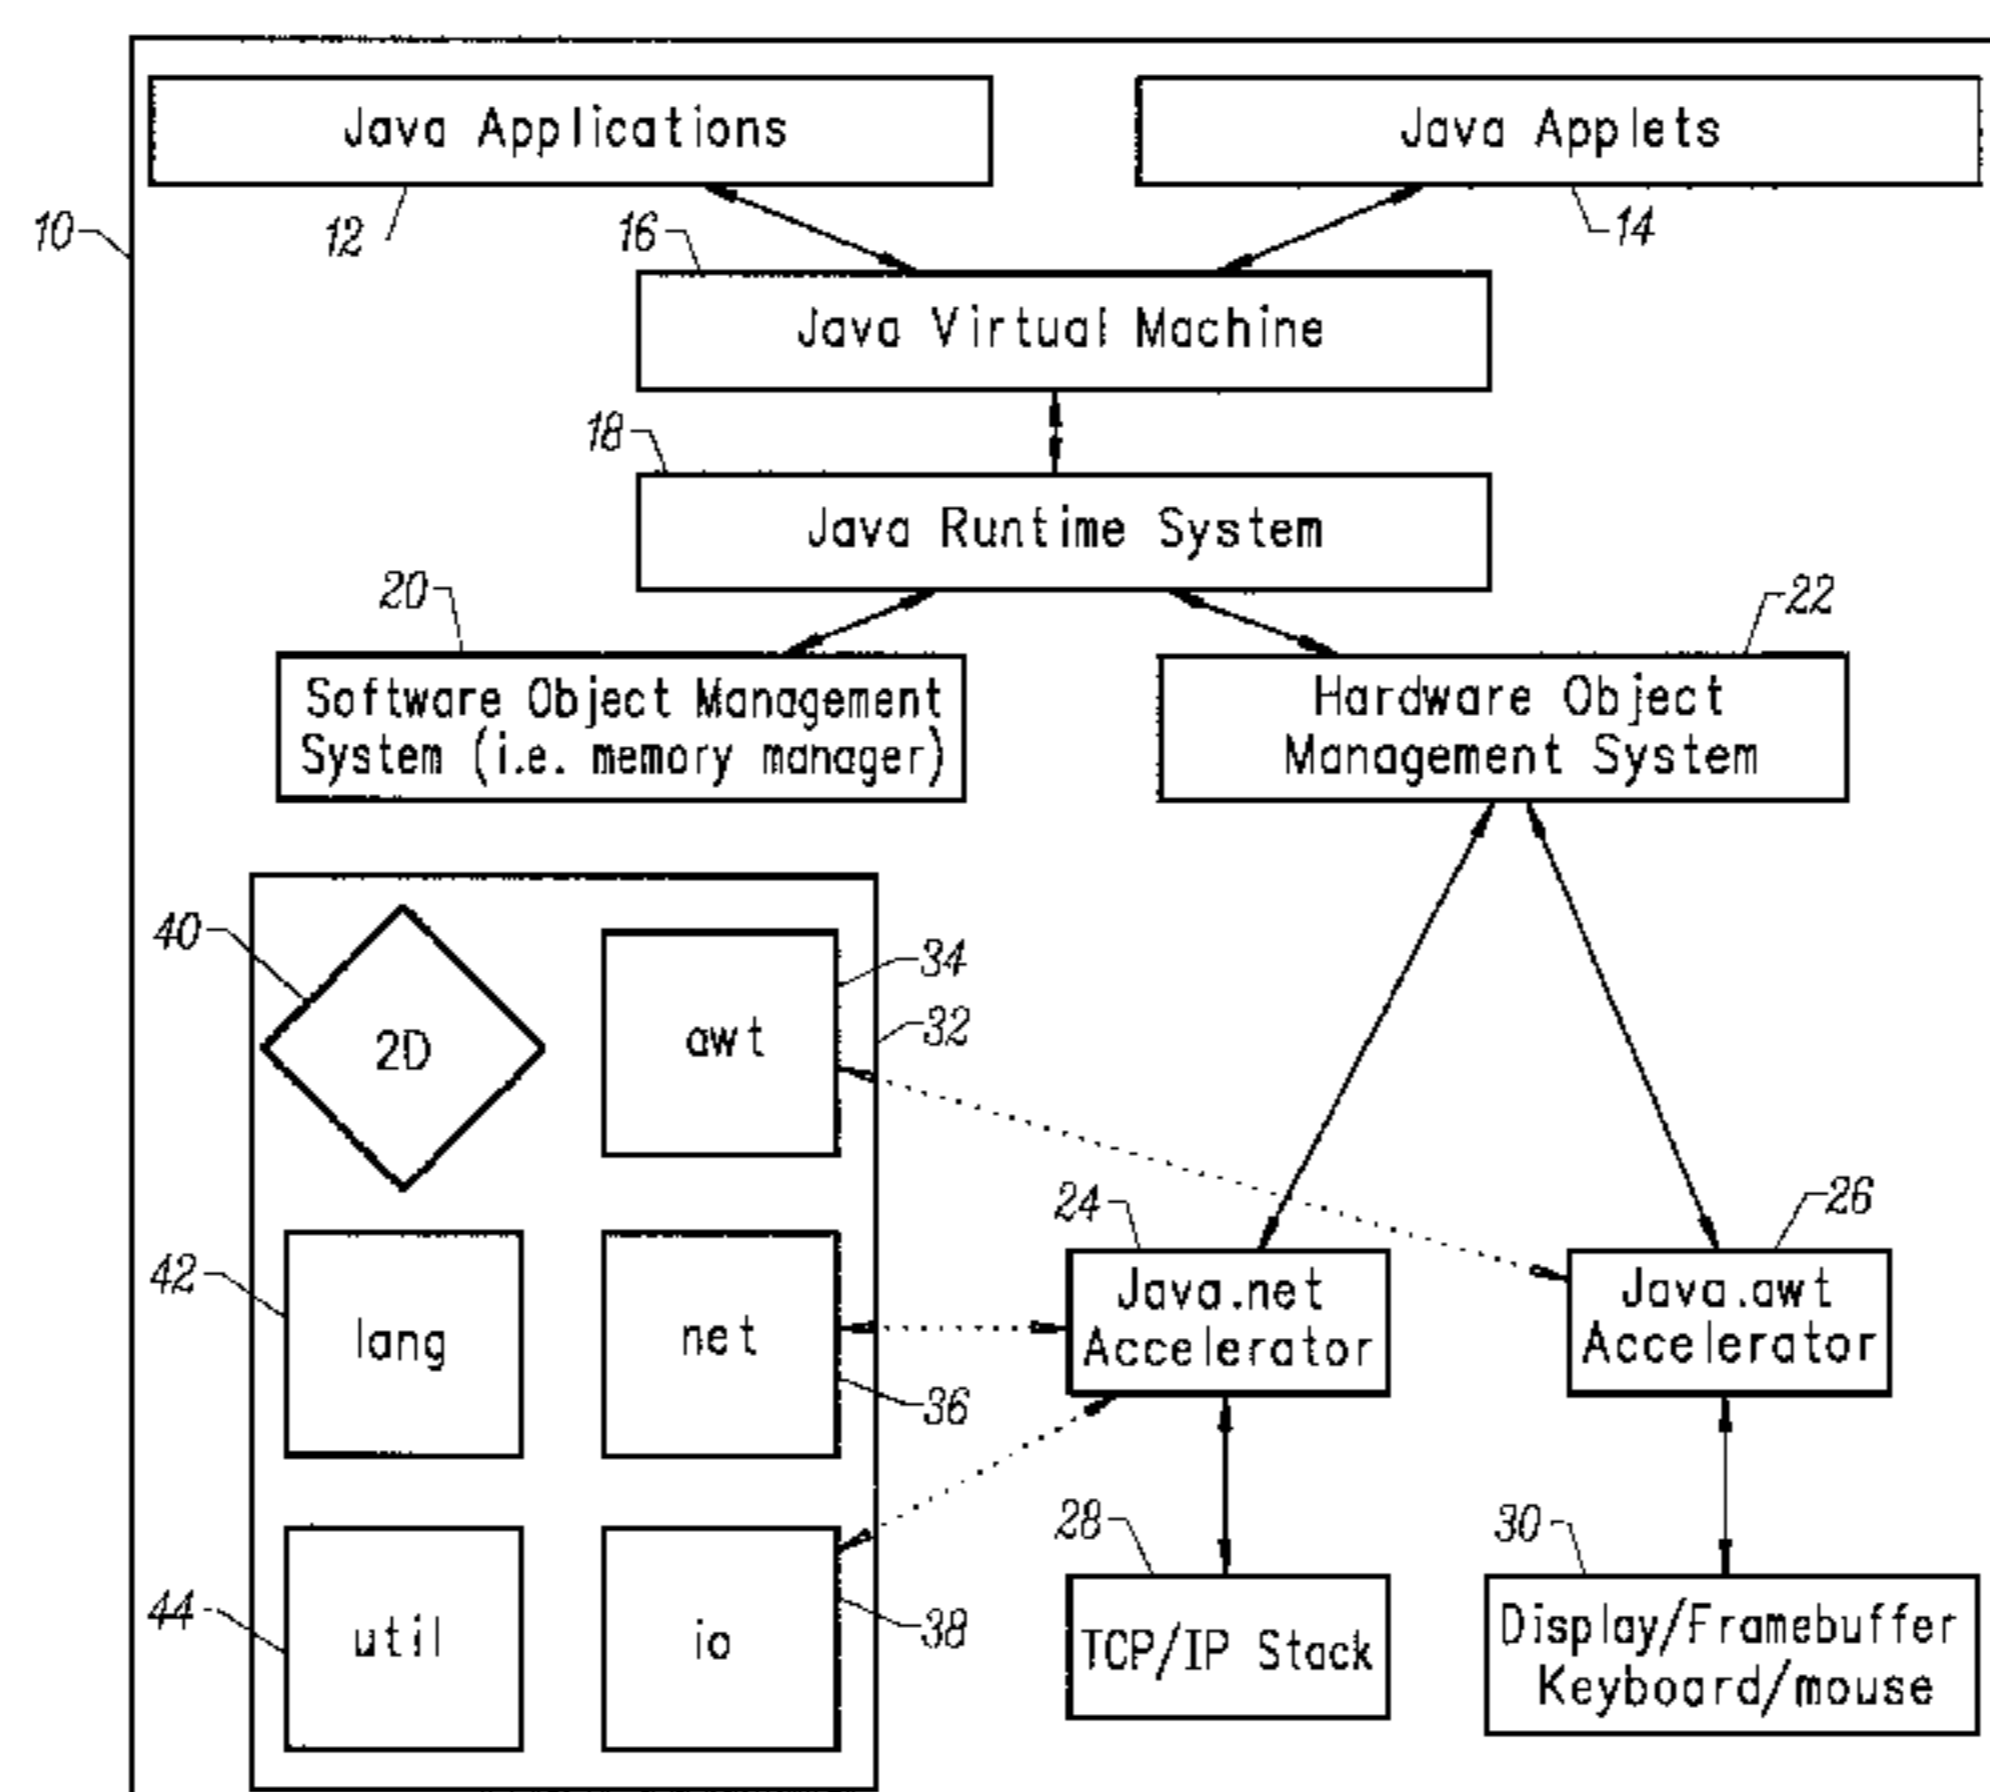 Java Applications
Java Applets
10
12
16
14
Java Virtual Machine
18
Java Runtime System
20
22
Software Object Management
System (i.e. memory manager)
Hardware Object
Management System
40
34
32
2D
awt
24
26
42
lang
net
36
Java.net
Accelerator
Java.awt
Accelerator
28
30
44
util
io
38
TCP/IP Stack
Display/Framebuffer
Keyboard/mouse